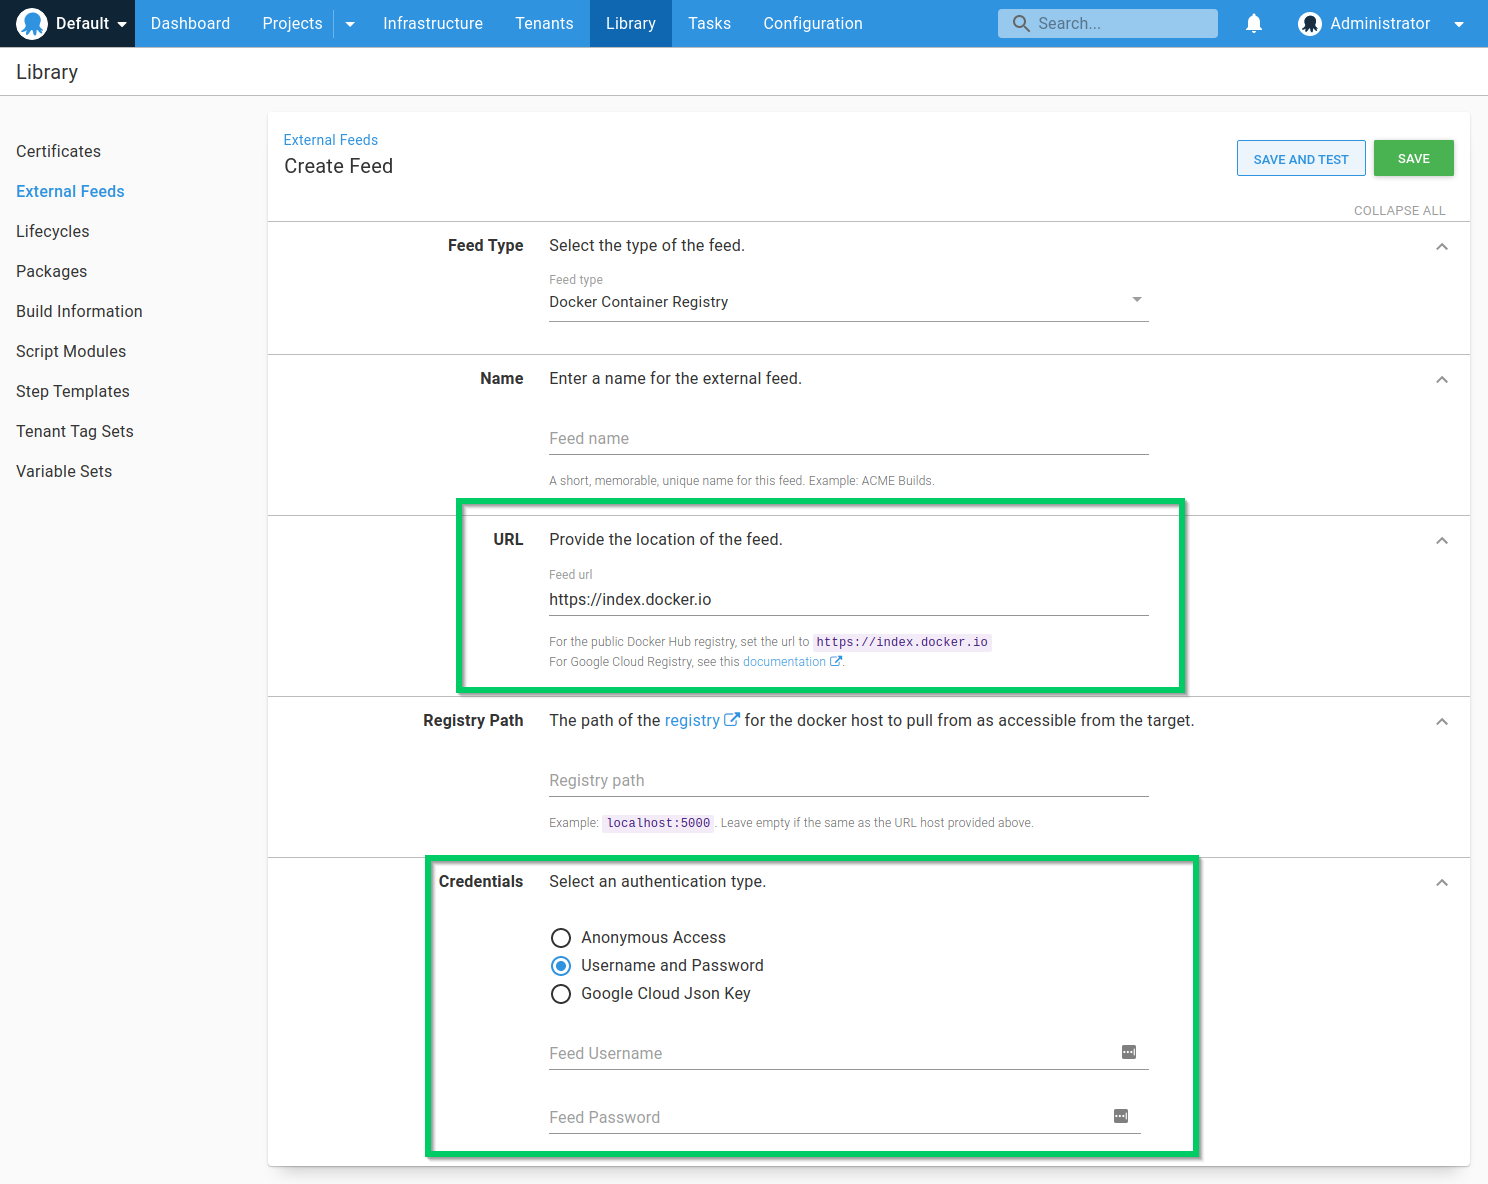 Default Dashboard Projects Infrastructure Tenants Library Tasks Configuration Search... Administrator
Library
Certificates
External Feeds
Lifecycles
Packages
Build Information
Script Modules
Step Templates
Tenant Tag Sets
Variable Sets
External Feeds
Create Feed
SAVE AND TEST SAVE
COLLAPSE ALL
Feed Type Select the type of the feed.
Feed type
Docker Container Registry
Name Enter a name for the external feed.
Feed name
A short, memorable, unique name for this feed. Example: ACME Builds.
URL Provide the location of the feed.
Feed url
https://index.docker.io
For the public Docker Hub registry, set the url to https://index.docker.io
For Google Cloud Registry, see this documentation .
Registry Path The path of the registry for the docker host to pull from as accessible from the target.
Registry path
Example: localhost:5000 . Leave empty if the same as the URL host provided above.
Credentials Select an authentication type.
Anonymous Access
Username and Password
Google Cloud Json Key
Feed Username
Feed Password